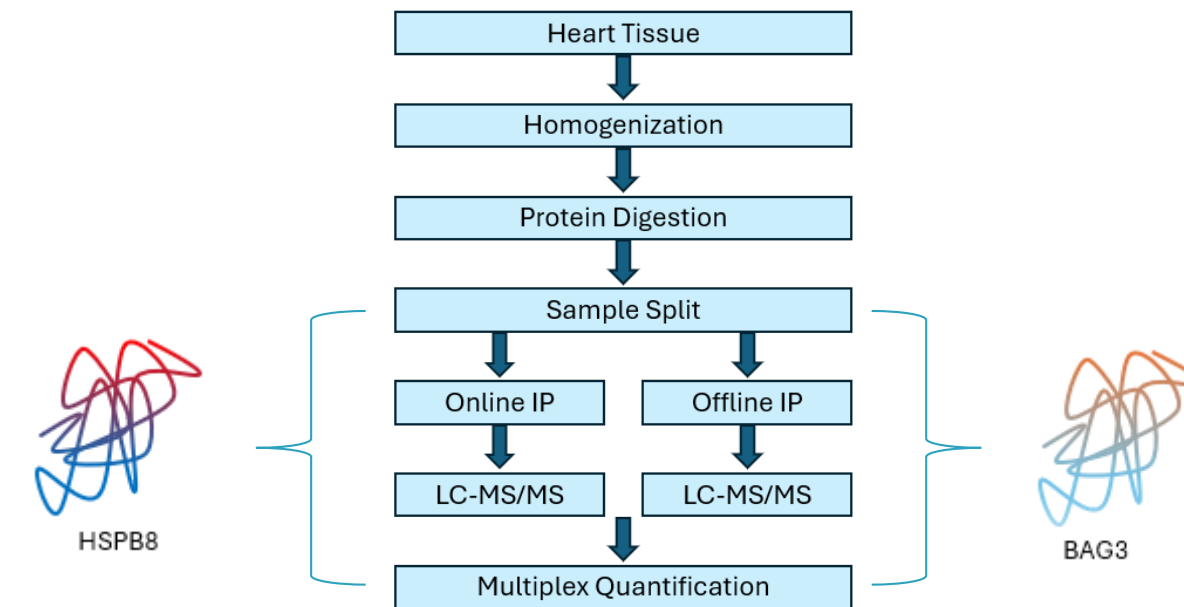 Heart Tissue
Homogenization
Protein Digestion
Sample Split
Online IP
Offline IP
LC-MS/MS
LC-MS/MS
HSPB8
BAG3
Multiplex Quantification